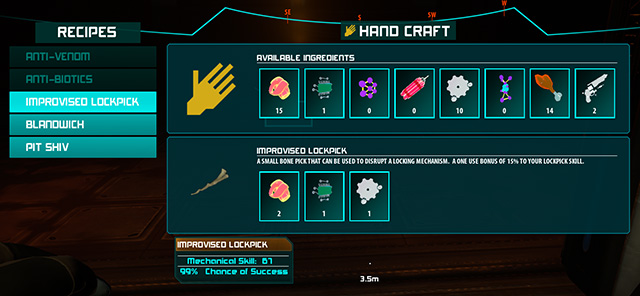 SE
S
SW
W
RECIPES
HAND CRAFT
ANTI-VENOM
ANTI-BIOTICS
IMPROVISED LOCKPICK
BLANDWICH
PIT SHIV
AVAILABLE INGREDIENTS
15 1 0 0 10 0 14 2
IMPROVISED LOCKPICK
A SMALL BONE PICK THAT CAN BE USED TO DISRUPT A LOCKING MECHANISM. A ONE USE BONUS OF 15% TO YOUR LOCKPICK SKILL.
2 1 1
IMPROVISED LOCKPICK
Mechanical Skill: 67
99% Chance of Success
3.5m